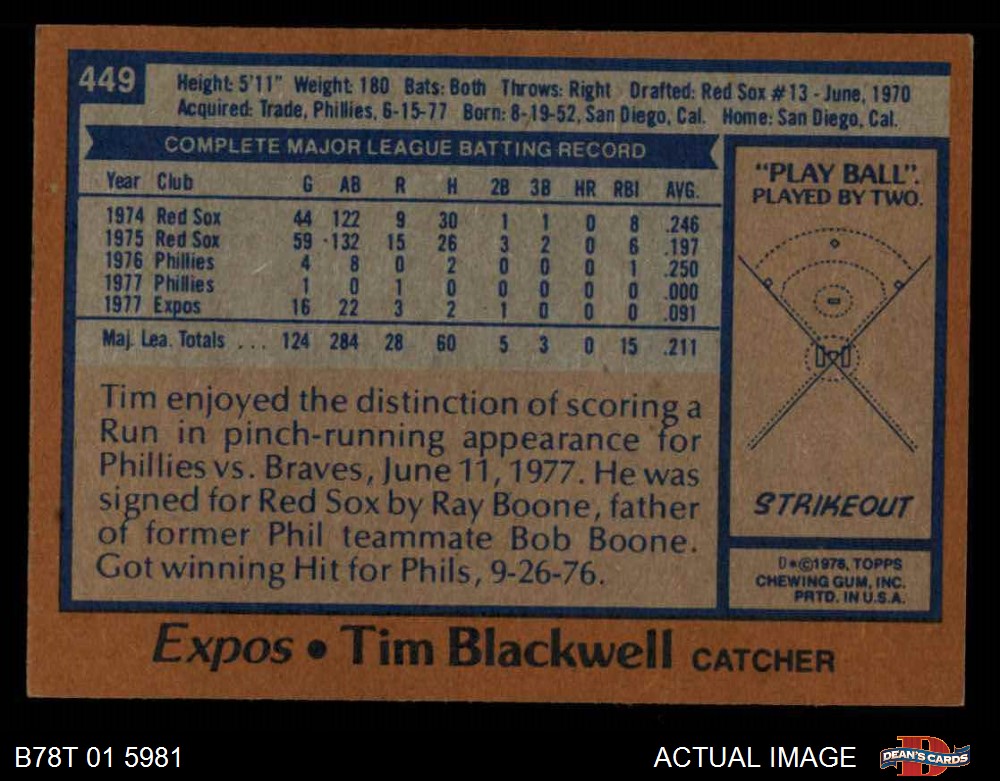 449
Height: 5'11" Weight: 180 Bats: Both Throws: Right Drafted: Red Sox #13 - June, 1970
Acquired: Trade, Phillies, 6-15-77 Born: 8-19-52, San Diego, Cal. Home: San Diego, Cal.
COMPLETE MAJOR LEAGUE BATTING RECORD
Year Club G AB R H 2B 3B HR RBI AVG.
1974 Red Sox 44 122 9 30 1 1 0 8 .246
1975 Red Sox 59 132 15 26 3 2 0 6 .197
1976 Phillies 4 8 0 2 0 0 0 1 .250
1977 Phillies 1 0 1 0 0 0 0 0 .000
1977 Expos 16 22 3 2 1 0 0 0 .091
Maj. Lea. Totals ... 124 284 28 60 5 3 0 15 .211
Tim enjoyed the distinction of scoring a
Run in pinch-running appearance for
Phillies vs. Braves, June 11, 1977. He was
signed for Red Sox by Ray Boone, father
of former Phil teammate Bob Boone.
Got winning Hit for Phils, 9-26-76.
"PLAY BALL".
PLAYED BY TWO.
STRIKEOUT
D*©1978, TOPPS
CHEWING GUM, INC.
PRTD. IN U.S.A.
Expos • Tim Blackwell CATCHER
B78T 01 5981
ACTUAL IMAGE
D
DEAN'S CARDS